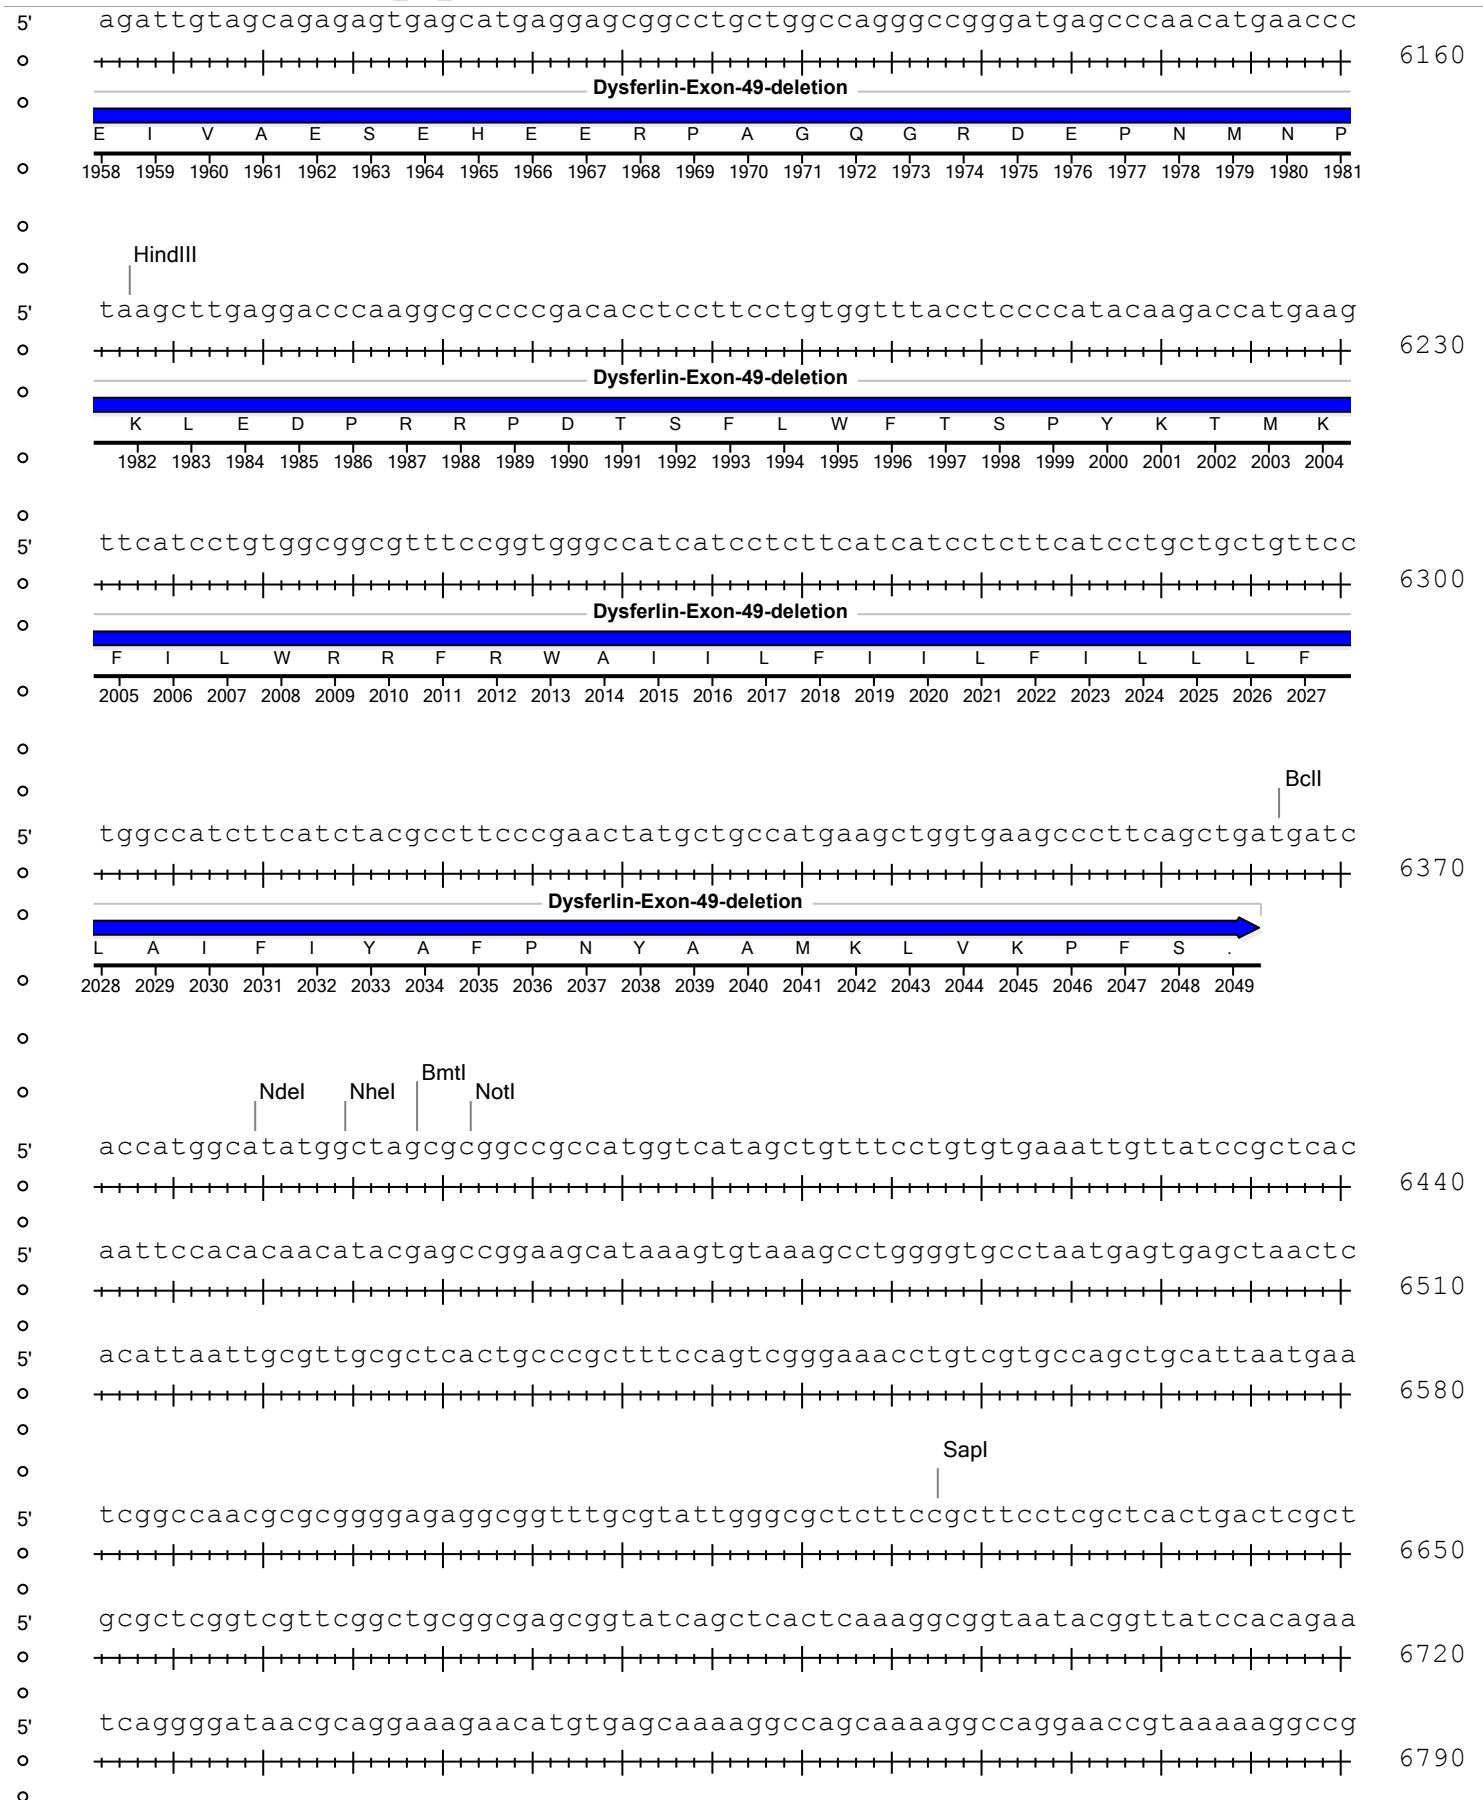 5' agattgtagcagagagtgagcatgaggagcggcctgctggccagggccgggatgagcccaacatgaaccc
6160
Dysferlin-Exon-49-deletion
E I V A E S E H E E R P A G Q G R D E P N M N P
1958 1959 1960 1961 1962 1963 1964 1965 1966 1967 1968 1969 1970 1971 1972 1973 1974 1975 1976 1977 1978 1979 1980 1981
HindIII
5' taagcttgaggacccaaggcgccccgacacctccttcctgtggtttacctccccatacaagaccatgaag
6230
Dysferlin-Exon-49-deletion
K L E D P R R P D T S F L W F T S P Y K T M K
1982 1983 1984 1985 1986 1987 1988 1989 1990 1991 1992 1993 1994 1995 1996 1997 1998 1999 2000 2001 2002 2003 2004
5' ttcatcctgtggcggcgtttccggtgggccatcatcctcttcatcatcctcttcatcctgctgctgttcc
6300
Dysferlin-Exon-49-deletion
F I L W R R F R W A I I L F I I L F I L L L F
2005 2006 2007 2008 2009 2010 2011 2012 2013 2014 2015 2016 2017 2018 2019 2020 2021 2022 2023 2024 2025 2026 2027
BclI
5' tggccatcttcatctacgccttcccgaactatgctgccatgaagctggtgaagcccttcagctgatgatc
6370
Dysferlin-Exon-49-deletion
L A I F I Y A F P N Y A A M K L V K P F S .
2028 2029 2030 2031 2032 2033 2034 2035 2036 2037 2038 2039 2040 2041 2042 2043 2044 2045 2046 2047 2048 2049
NdeI NheI BmtI NotI
5' accatggcatatggctagcgcggccgccatggtcatagctgtttcctgtgtgaaattgttatccgctcac
6440
5' aattccacacaacatacgagccggaagcataaagtgtaaagcctggggtgcctaatgagtgagctaactc
6510
5' acattaattgcgttgcgctcactgcccgctttccagtcgggaaacctgtcgtgccagctgcattaatgaa
6580
SapI
5' tcggccaacgcgcggggagaggcggtttgcgtattgggcgctcttccgcttcctcgctcactgactcgct
6650
5' gcgctcggtcgttcggctgcggcgagcggtatcagctcactcaaaggcggtaatacggttatccacagaa
6720
5' tcaggggataacgcaggaaagaacatgtgagcaaaaggccagcaaaaggccaggaaccgtaaaaaggccg
6790